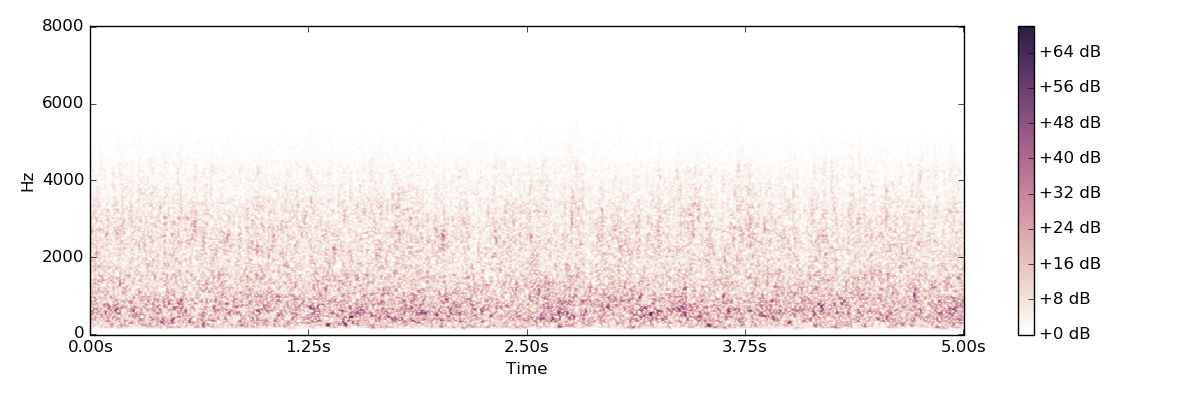 8000
6000
4000
2000
0
Hz
0.00s 1.25s 2.50s 3.75s 5.00s
Time
+64 dB
+56 dB
+48 dB
+40 dB
+32 dB
+24 dB
+16 dB
+8 dB
+0 dB